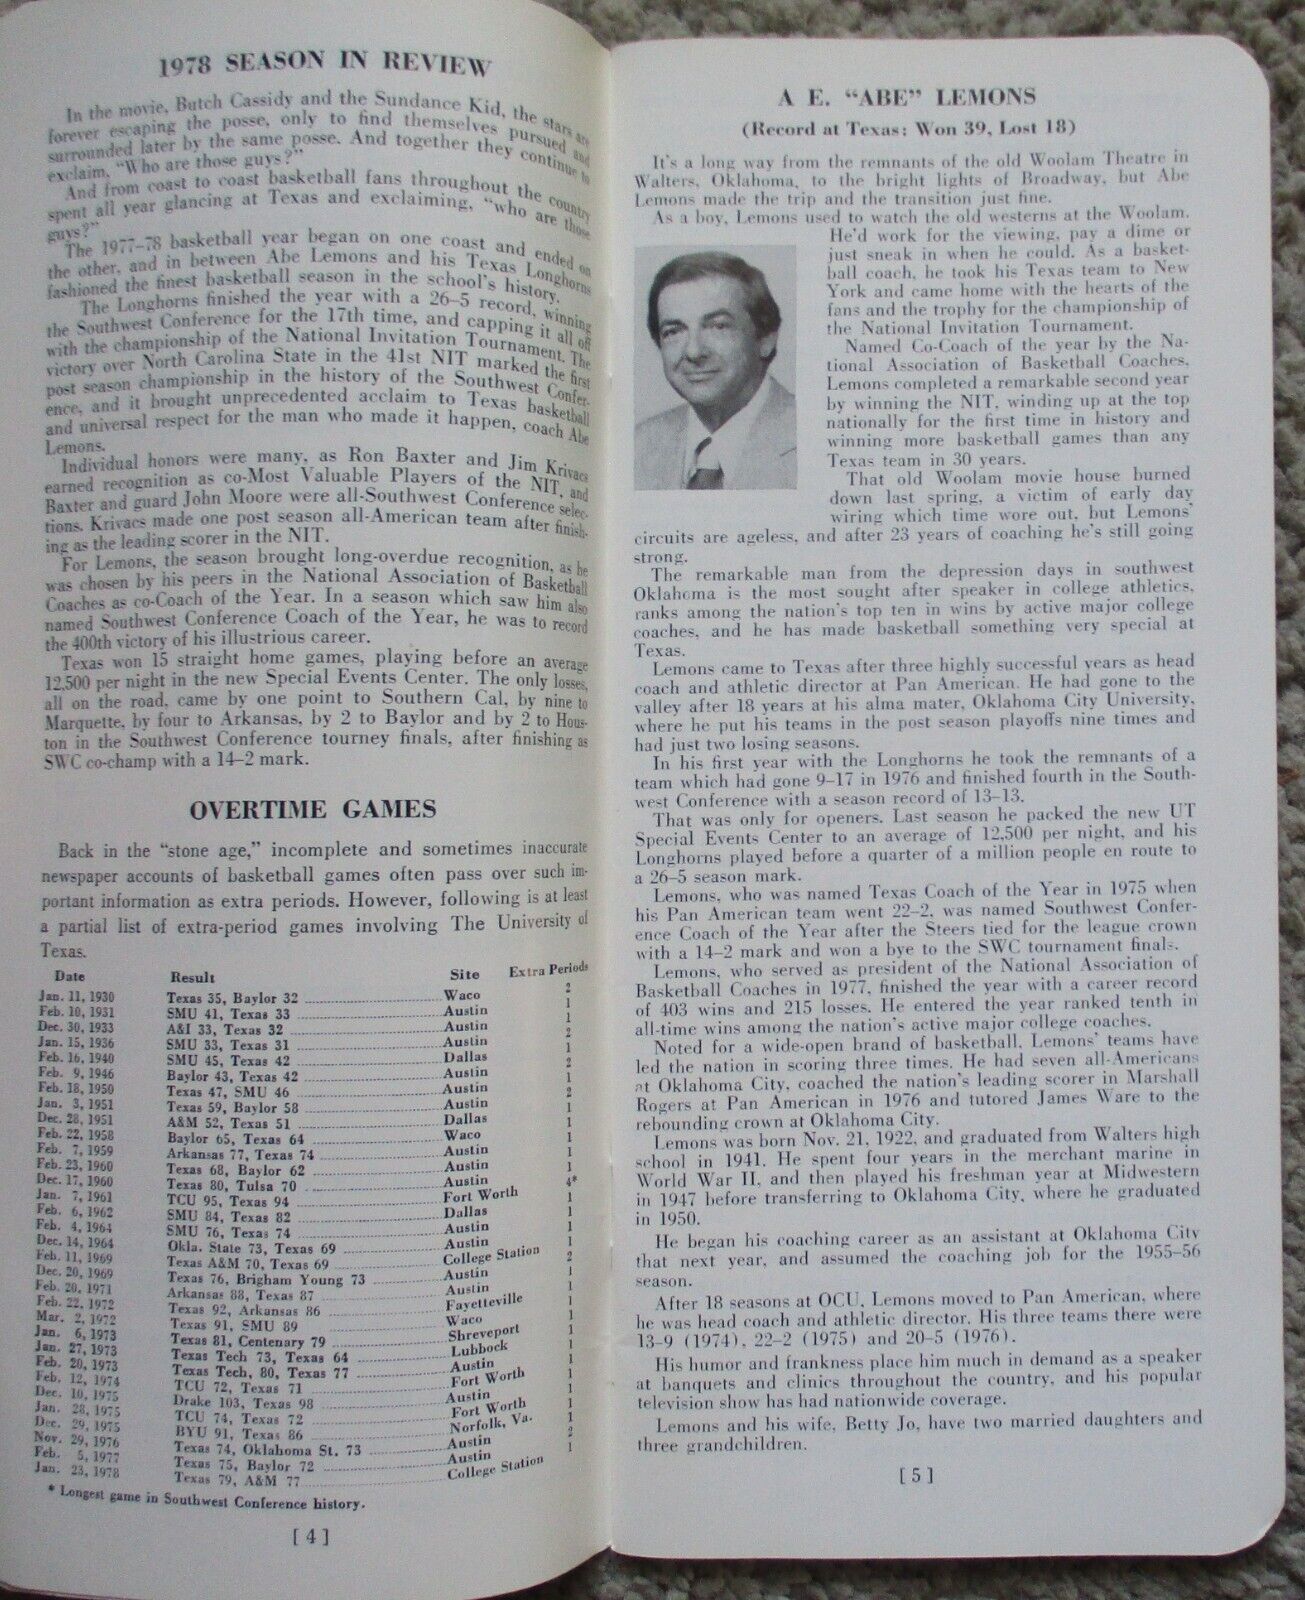 1978 SEASON IN REVIEW
In the movie, Butch Cassidy and the Sundance Kid, the stars are
forever escaping the posse, only to find themselves pursued and
surrounded later by the same posse. And together they continue to
exclaim, "Who are those guys?"
And from coast to coast basketball fans throughout the country
spent all year glancing at Texas and exclaiming, "who are those
guys?"
The 1977–78 basketball year began on one coast and ended on
the other, and in between Abe Lemons and his Texas Longhorns
fashioned the finest basketball season in the school's history.
The Longhorns finished the year with a 26–5 record, winning
the Southwest Conference for the 17th time, and capping it all off
with the championship of the National Invitation Tournament. The
victory over North Carolina State in the 41st NIT marked the first
post season championship in the history of the Southwest Confer-
ence, and it brought unprecedented acclaim to Texas basketball
and universal respect for the man who made it happen, coach Abe
Lemons.
Individual honors were many, as Ron Baxter and Jim Krivacs
earned recognition as co-Most Valuable Players of the NIT, and
Baxter and guard John Moore were all-Southwest Conference selec-
tions. Krivacs made one post season all-American team after finish-
ing as the leading scorer in the NIT.
For Lemons, the season brought long-overdue recognition, as he
was chosen by his peers in the National Association of Basketball
Coaches as co-Coach of the Year. In a season which saw him also
named Southwest Conference Coach of the Year, he was to record
the 400th victory of his illustrious career.
Texas won 15 straight home games, playing before an average
12,500 per night in the new Special Events Center. The only losses,
all on the road, came by one point to Southern Cal, by nine to
Marquette, by four to Arkansas, by 2 to Baylor and by 2 to Hous-
ton in the Southwest Conference tourney finals, after finishing as
SWC co-champ with a 14–2 mark.
OVERTIME GAMES
Back in the "stone age," incomplete and sometimes inaccurate
newspaper accounts of basketball games often pass over such im-
portant information as extra periods. However, following is at least
a partial list of extra-period games involving The University of
Texas.
Date Result Site Extra Periods
Jan. 11, 1930 Texas 35, Baylor 32 Waco 2
Feb. 10, 1931 SMU 41, Texas 33 Austin 1
Dec. 30, 1933 A&I 33, Texas 32 Austin 1
Jan. 15, 1936 SMU 33, Texas 31 Austin 2
Feb. 16, 1940 SMU 45, Texas 42 Dallas 1
Feb. 9, 1946 Baylor 43, Texas 42 Austin 2
Feb. 18, 1950 Texas 47, SMU 46 Austin 1
Jan. 3, 1951 Texas 59, Baylor 58 Austin 2
Dec. 28, 1951 A&M 52, Texas 51 Dallas 1
Feb. 22, 1958 Baylor 65, Texas 64 Waco 1
Feb. 7, 1959 Arkansas 77, Texas 74 Austin 1
Feb. 23, 1960 Texas 68, Baylor 62 Austin 1
Dec. 17, 1960 Texas 80, Tulsa 70 Austin 1
Jan. 7, 1961 TCU 95, Texas 94 Fort Worth 4*
Feb. 6, 1962 SMU 84, Texas 82 Dallas 1
Feb. 4, 1964 SMU 76, Texas 74 Austin 1
Dec. 14, 1964 Okla. State 73, Texas 69 Austin 1
Feb. 11, 1969 Texas A&M 70, Texas 69 College Station 1
Dec. 20, 1969 Texas 76, Brigham Young 73 Austin 2
Feb. 20, 1971 Arkansas 88, Texas 87 Austin 1
Feb. 22, 1972 Texas 92, Arkansas 86 Fayetteville 1
Mar. 2, 1972 Texas 91, SMU 89 Waco 1
Jan. 6, 1973 Texas 81, Centenary 79 Shreveport 1
Jan. 27, 1973 Texas Tech 73, Texas 64 Lubbock 1
Feb. 20, 1973 Texas Tech, 80, Texas 77 Austin 1
Feb. 12, 1974 TCU 72, Texas 71 Fort Worth 1
Dec. 10, 1975 Drake 103, Texas 98 Austin 1
Jan. 28, 1975 TCU 74, Texas 72 Fort Worth 1
Dec. 29, 1975 BYU 91, Texas 86 Norfolk, Va. 1
Nov. 29, 1976 Texas 74, Oklahoma St. 73 Austin 1
Feb. 5, 1977 Texas 75, Baylor 72 Austin 2
Jan. 23, 1978 Texas 79, A&M 77 College Station 1
* Longest game in Southwest Conference history.
[ 4 ]
A E. "ABE" LEMONS
(Record at Texas: Won 39, Lost 18)
It's a long way from the remnants of the old Woolam Theatre in
Walters, Oklahoma, to the bright lights of Broadway, but Abe
Lemons made the trip and the transition just fine.
As a boy, Lemons used to watch the old westerns at the Woolam.
He'd work for the viewing, pay a dime or
just sneak in when he could. As a basket-
ball coach, he took his Texas team to New
York and came home with the hearts of the
fans and the trophy for the championship of
the National Invitation Tournament.
Named Co-Coach of the year by the Na-
tional Association of Basketball Coaches,
Lemons completed a remarkable second year
by winning the NIT, winding up at the top
nationally for the first time in history and
winning more basketball games than any
Texas team in 30 years.
That old Woolam movie house burned
down last spring, a victim of early day
wiring which time wore out, but Lemons'
circuits are ageless, and after 23 years of coaching he's still going
strong.
The remarkable man from the depression days in southwest
Oklahoma is the most sought after speaker in college athletics,
ranks among the nation's top ten in wins by active major college
coaches, and he has made basketball something very special at
Texas.
Lemons came to Texas after three highly successful years as head
coach and athletic director at Pan American. He had gone to the
valley after 18 years at his alma mater, Oklahoma City University,
where he put his teams in the post season playoffs nine times and
had just two losing seasons.
In his first year with the Longhorns he took the remnants of a
team which had gone 9–17 in 1976 and finished fourth in the South-
west Conference with a season record of 13–13.
That was only for openers. Last season he packed the new UT
Special Events Center to an average of 12,500 per night, and his
Longhorns played before a quarter of a million people en route to
a 26–5 season mark.
Lemons, who was named Texas Coach of the Year in 1975 when
his Pan American team went 22–2, was named Southwest Confer-
ence Coach of the Year after the Steers tied for the league crown
with a 14–2 mark and won a bye to the SWC tournament finals.
Lemons, who served as president of the National Association of
Basketball Coaches in 1977, finished the year with a career record
of 403 wins and 215 losses. He entered the year ranked tenth in
all-time wins among the nation's active major college coaches.
Noted for a wide-open brand of basketball, Lemons' teams have
led the nation in scoring three times. He had seven all-Americans
at Oklahoma City, coached the nation's leading scorer in Marshall
Rogers at Pan American in 1976 and tutored James Ware to the
rebounding crown at Oklahoma City.
Lemons was born Nov. 21, 1922, and graduated from Walters high
school in 1941. He spent four years in the merchant marine in
World War II, and then played his freshman year at Midwestern
in 1947 before transferring to Oklahoma City, where he graduated
in 1950.
He began his coaching career as an assistant at Oklahoma City
that next year, and assumed the coaching job for the 1955–56
season.
After 18 seasons at OCU, Lemons moved to Pan American, where
he was head coach and athletic director. His three teams there were
13–9 (1974), 22–2 (1975) and 20–5 (1976).
His humor and frankness place him much in demand as a speaker
at banquets and clinics throughout the country, and his popular
television show has had nationwide coverage.
Lemons and his wife, Betty Jo, have two married daughters and
three grandchildren.
[ 5 ]